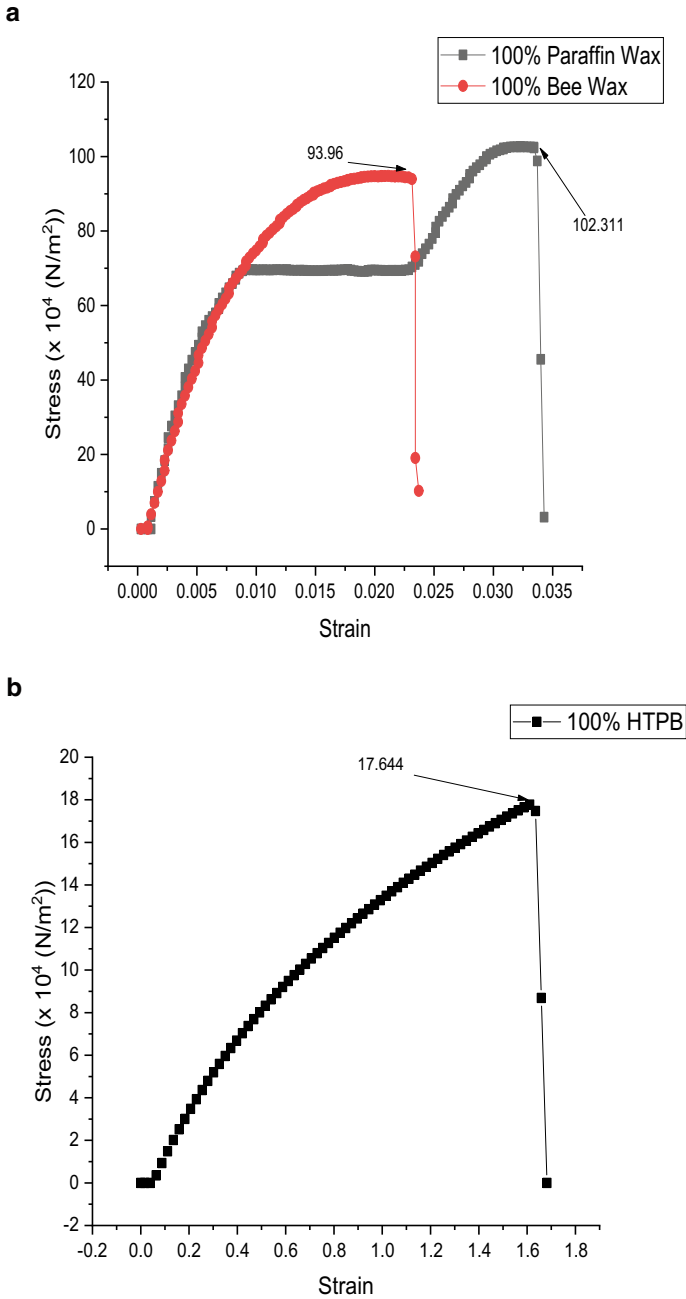 a
100% Paraffin Wax
100% Bee Wax
120
100
80
60
40
20
0
Stress (x 10⁴ (N/m²))
93.96
102.311
0.000 0.005 0.010 0.015 0.020 0.025 0.030 0.035
Strain
b
100% HTPB
20
18
16
14
12
10
8
6
4
2
0
-2
Stress (x 10⁴ (N/m²))
17.644
-0.2 0.0 0.2 0.4 0.6 0.8 1.0 1.2 1.4 1.6 1.8
Strain